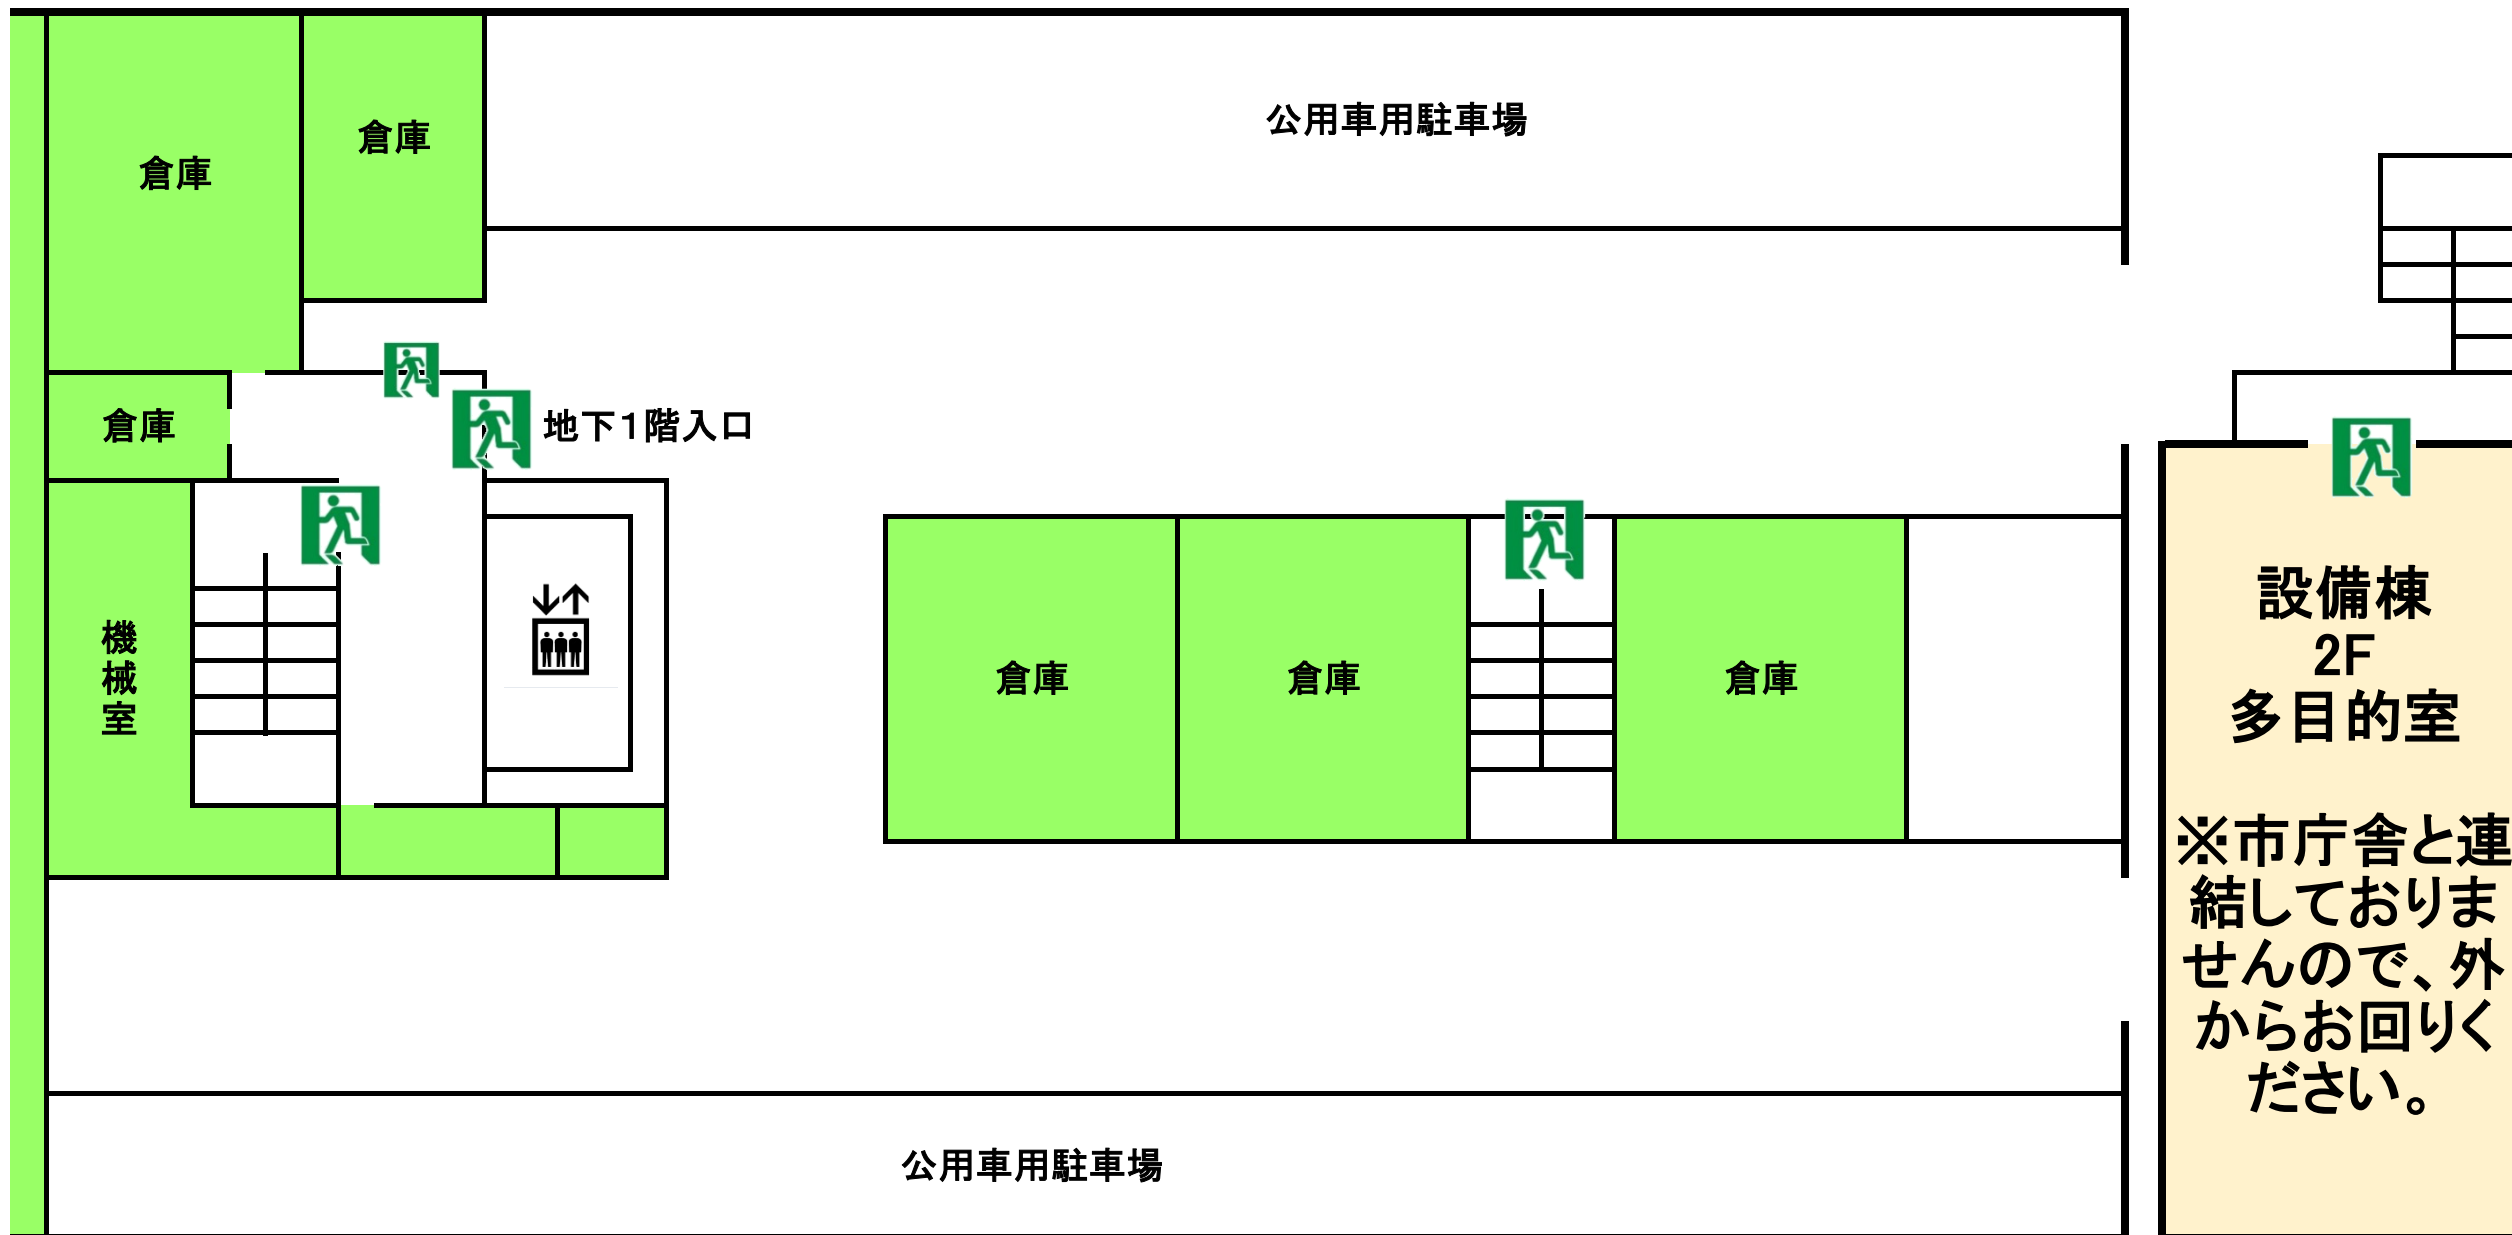 公用車用駐車場
倉庫
倉庫
倉庫
地下1階入口
機
械
室
倉庫
倉庫
倉庫
公用車用駐車場
設備棟
2F
多目的室
※市庁舎と連
結しておりま
せんので、外
からお回りく
ださい。